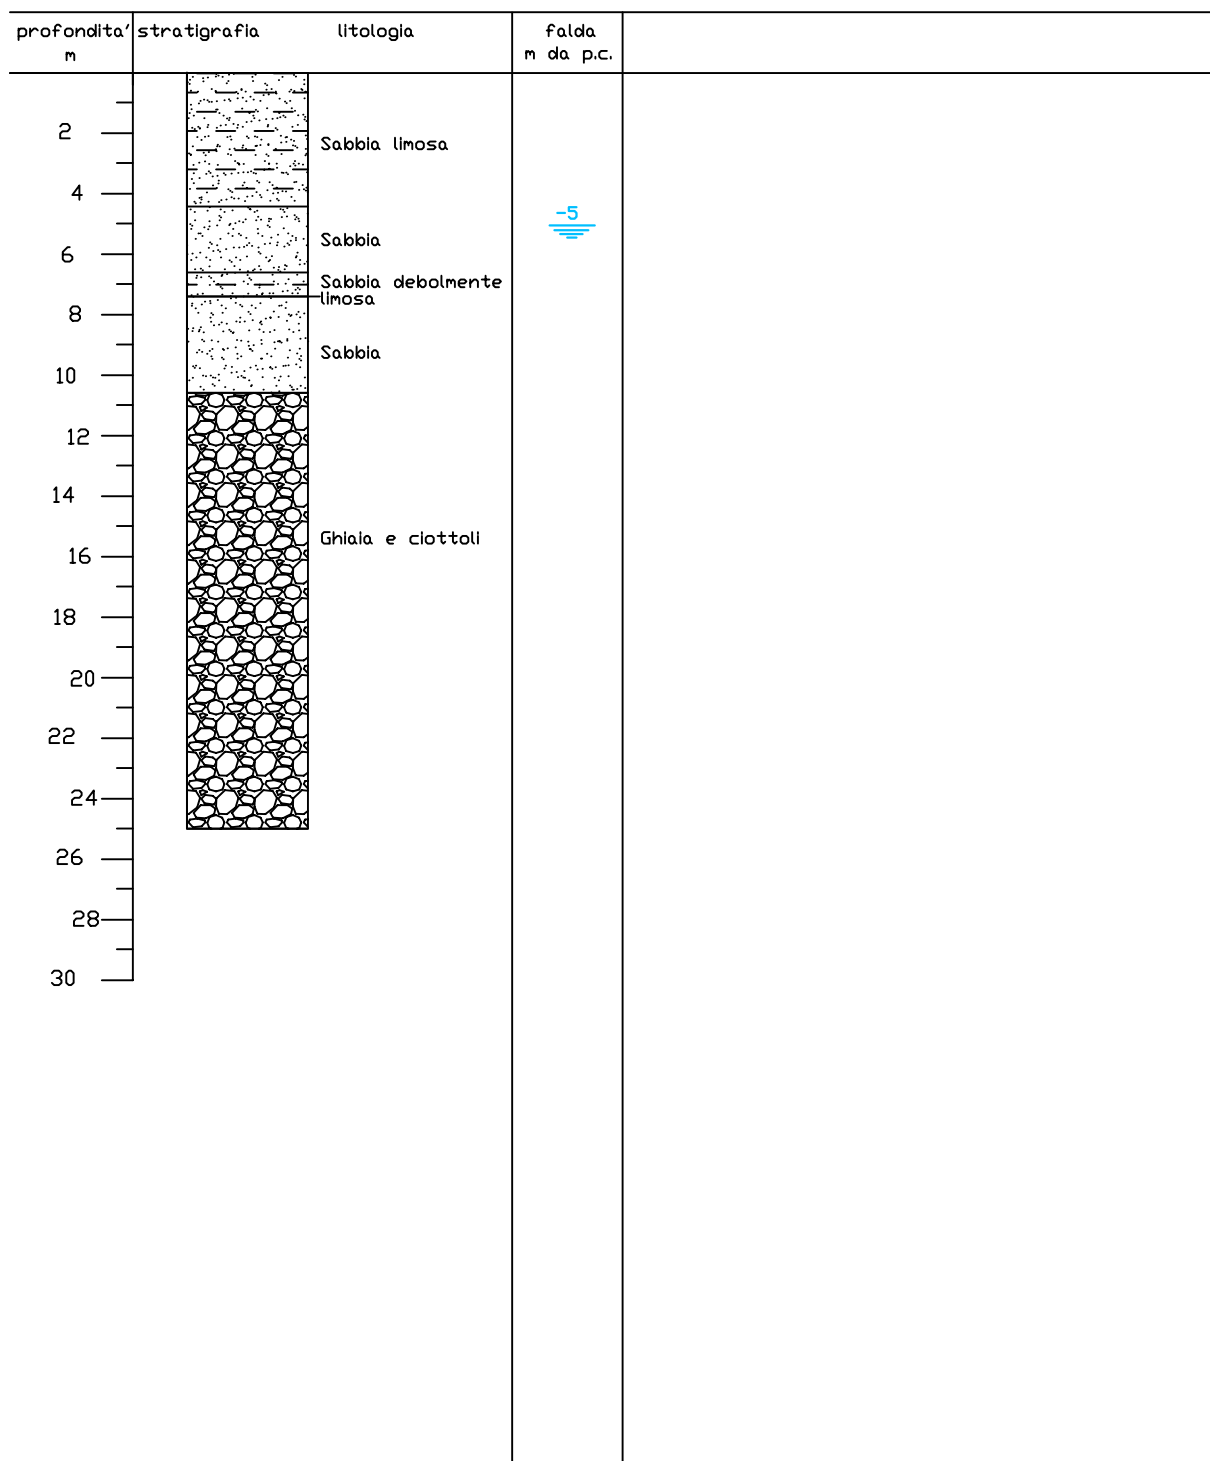 profondita'
m
stratigrafia
litologia
falda
m da p.c.
2
Sabbia limosa
4
-5
Sabbia
6
Sabbia debolmente
limosa
8
Sabbia
10
12
14
Ghiaia e ciottoli
16
18
20
22
24
26
28
30